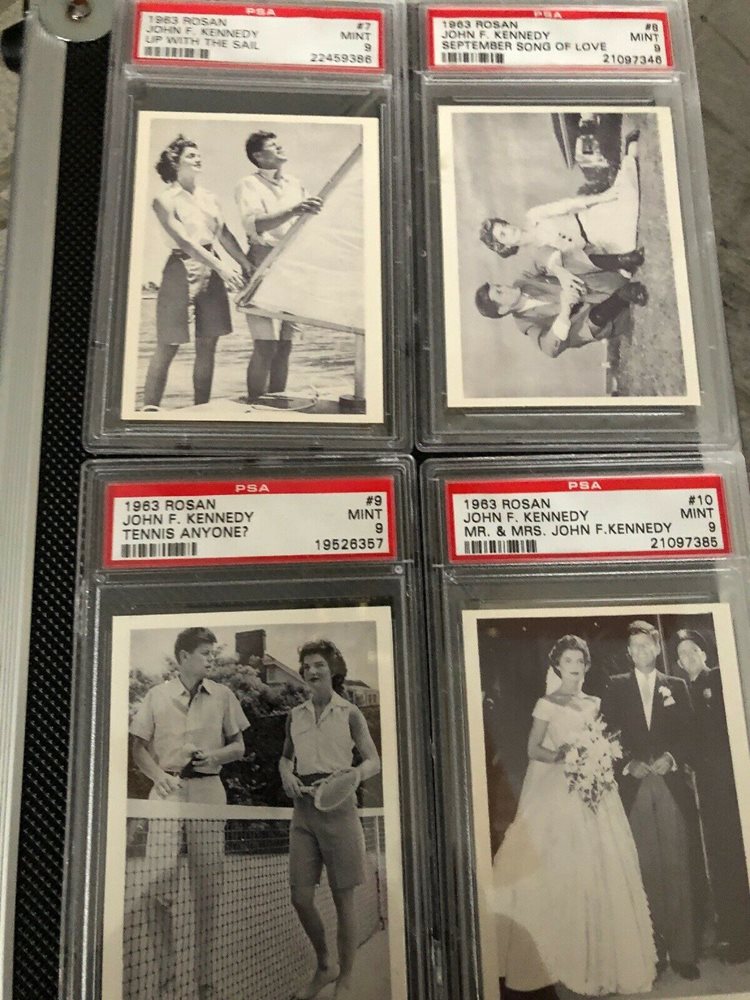 PSA
1963 ROSAN #7
JOHN F. KENNEDY MINT
UP WITH THE SAIL 9
22459386
PSA
1963 ROSAN #8
JOHN F. KENNEDY MINT
SEPTEMBER SONG OF LOVE 9
21097346
PSA
1963 ROSAN #9
JOHN F. KENNEDY MINT
TENNIS ANYONE? 9
19526357
PSA
1963 ROSAN #10
JOHN F. KENNEDY MINT
MR. & MRS. JOHN F.KENNEDY 9
21097385